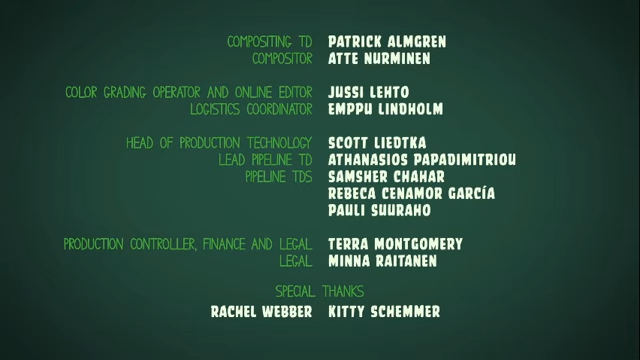 COMPOSITING TD PATRICK ALMGREN
COMPOSITOR ATTE NURMINEN
COLOR GRADING OPERATOR AND ONLINE EDITOR JUSSI LEHTO
LOGISTICS COORDINATOR EMPPU LINDHOLM
HEAD OF PRODUCTION TECHNOLOGY SCOTT LIEDTKA
LEAD PIPELINE TD ATHANASIOS PAPADIMITRIOU
PIPELINE TDS SAMSHER CHAHAR
REBECA CENAMOR GARCÍA
PAULI SUURAHO
PRODUCTION CONTROLLER, FINANCE AND LEGAL TERRA MONTGOMERY
LEGAL MINNA RAITANEN
SPECIAL THANKS
RACHEL WEBBER KITTY SCHEMMER